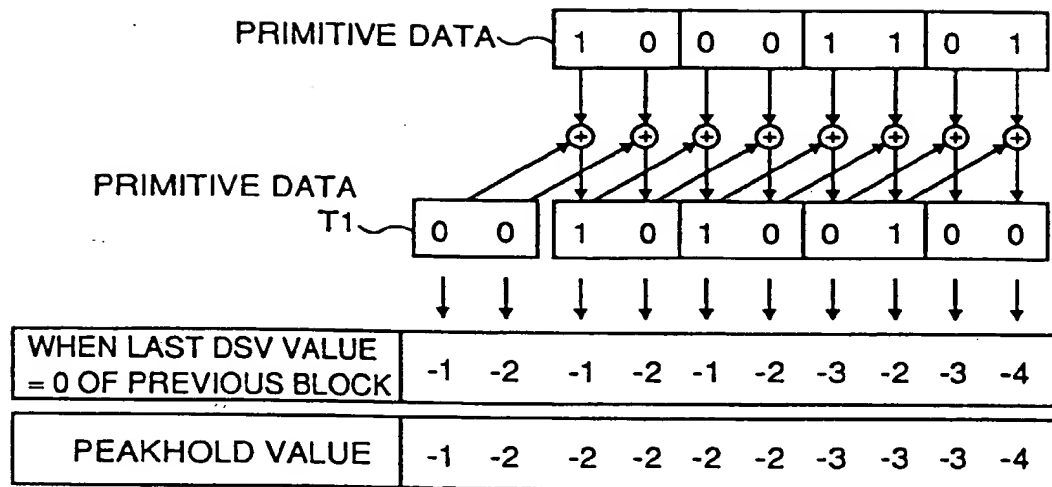 PRIMITIVE DATA 1 0 0 0 1 1 0 1
PRIMITIVE DATA
T1 0 0 1 0 1 0 0 1 0 0
WHEN LAST DSV VALUE
= 0 OF PREVIOUS BLOCK -1 -2 -1 -2 -1 -2 -3 -2 -3 -4
PEAKHOLD VALUE -1 -2 -2 -2 -2 -2 -3 -3 -3 -4